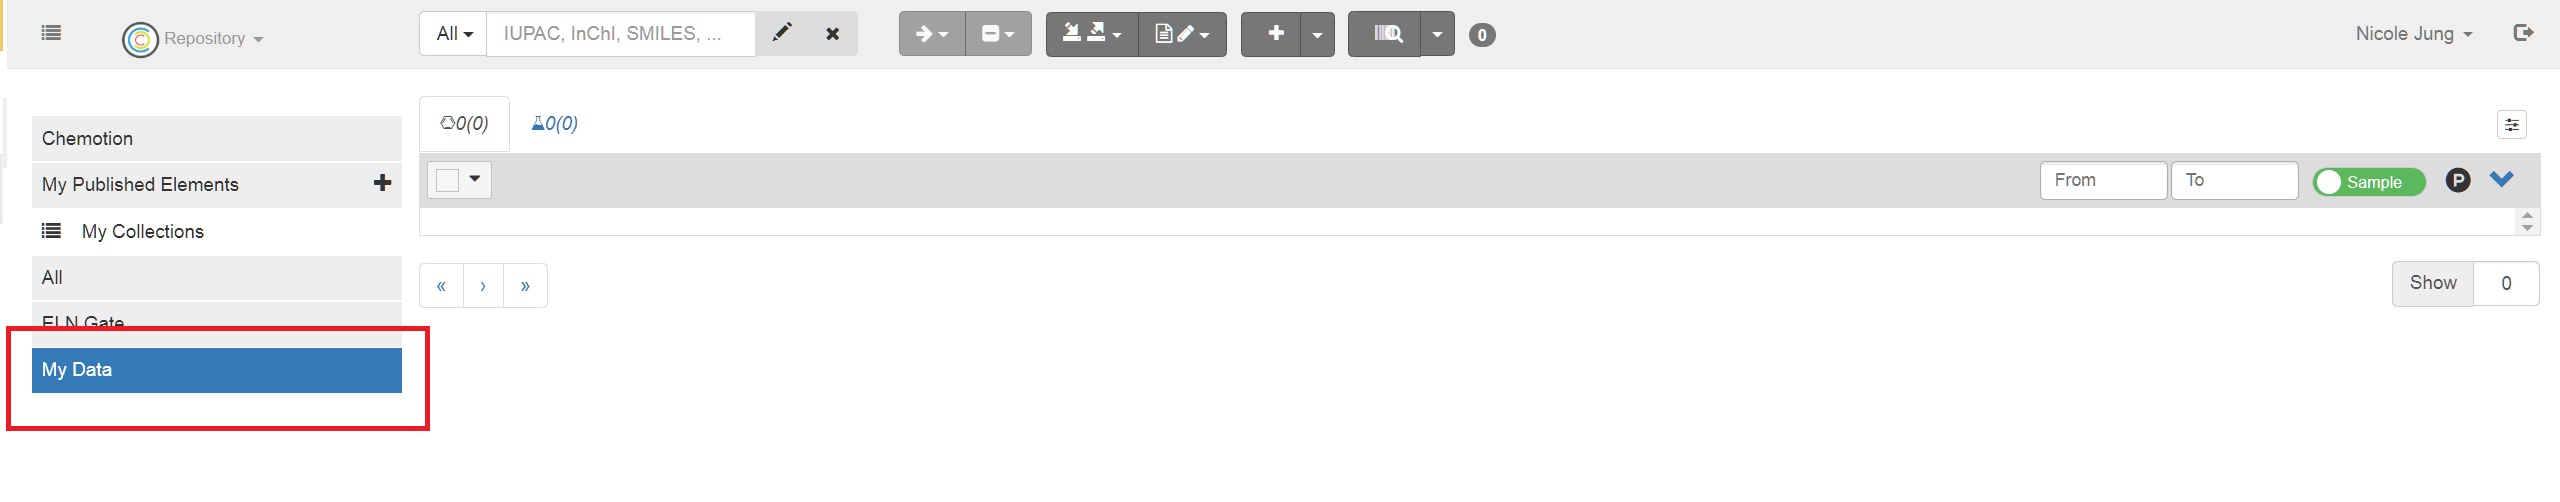 Repository
All
IUPAC, InChI, SMILES, ...
0
Nicole Jung
Chemotion
My Published Elements
My Collections
All
ELN Gate
My Data
0(0)
0(0)
From
To
Sample
P
« › »
Show 0